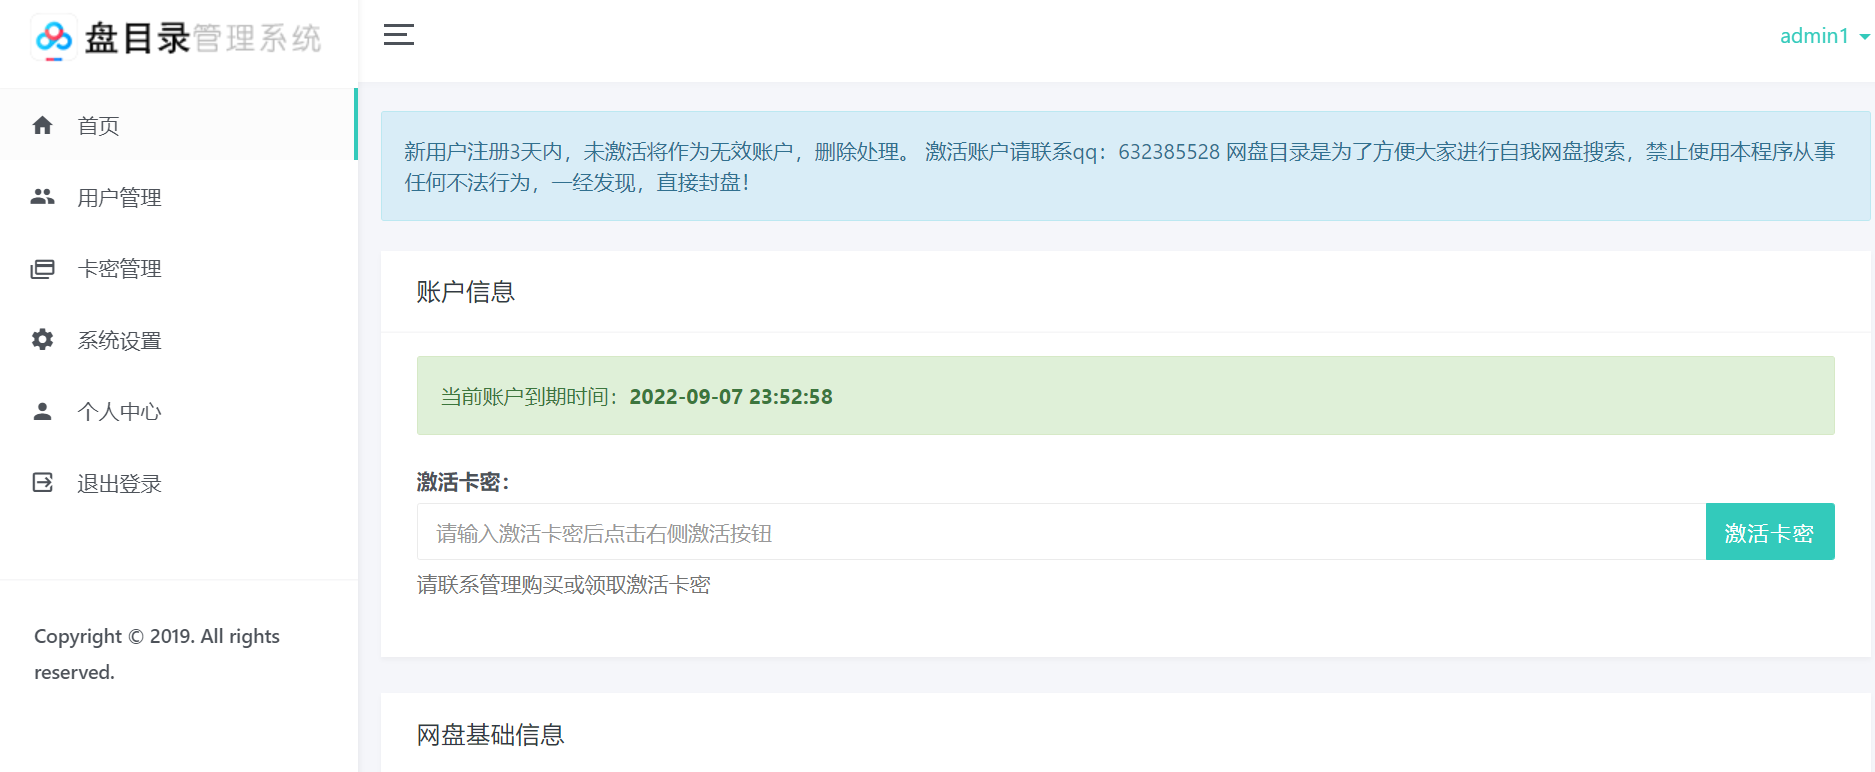 盘目录管理系统
admin1
首页
用户管理
卡密管理
系统设置
个人中心
退出登录
Copyright © 2019. All rights
reserved.
新用户注册3天内，未激活将作为无效账户，删除处理。 激活账户请联系qq：632385528 网盘目录是为了方便大家进行自我网盘搜索，禁止使用本程序从事
任何不法行为，一经发现，直接封盘！
账户信息
当前账户到期时间：2022-09-07 23:52:58
激活卡密：
请输入激活卡密后点击右侧激活按钮
激活卡密
请联系管理购买或领取激活卡密
网盘基础信息